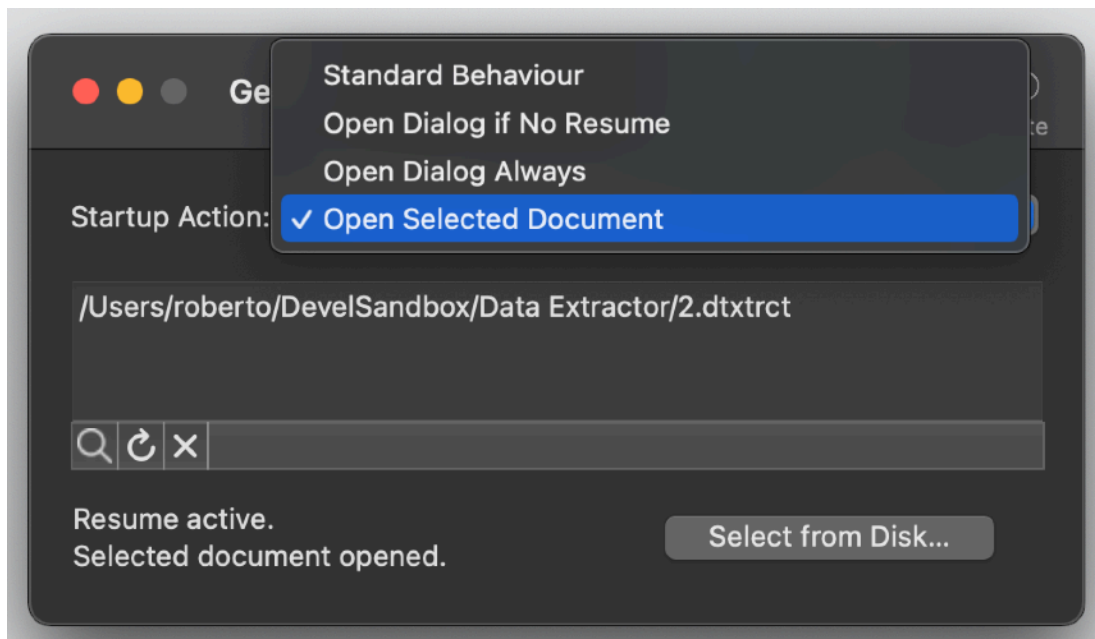 Standard Behaviour
Open Dialog if No Resume
Open Dialog Always
Startup Action:
✓ Open Selected Document
/Users/roberto/DevelSandbox/Data Extractor/2.dtxtrct
Resume active.
Selected document opened.
Select from Disk...